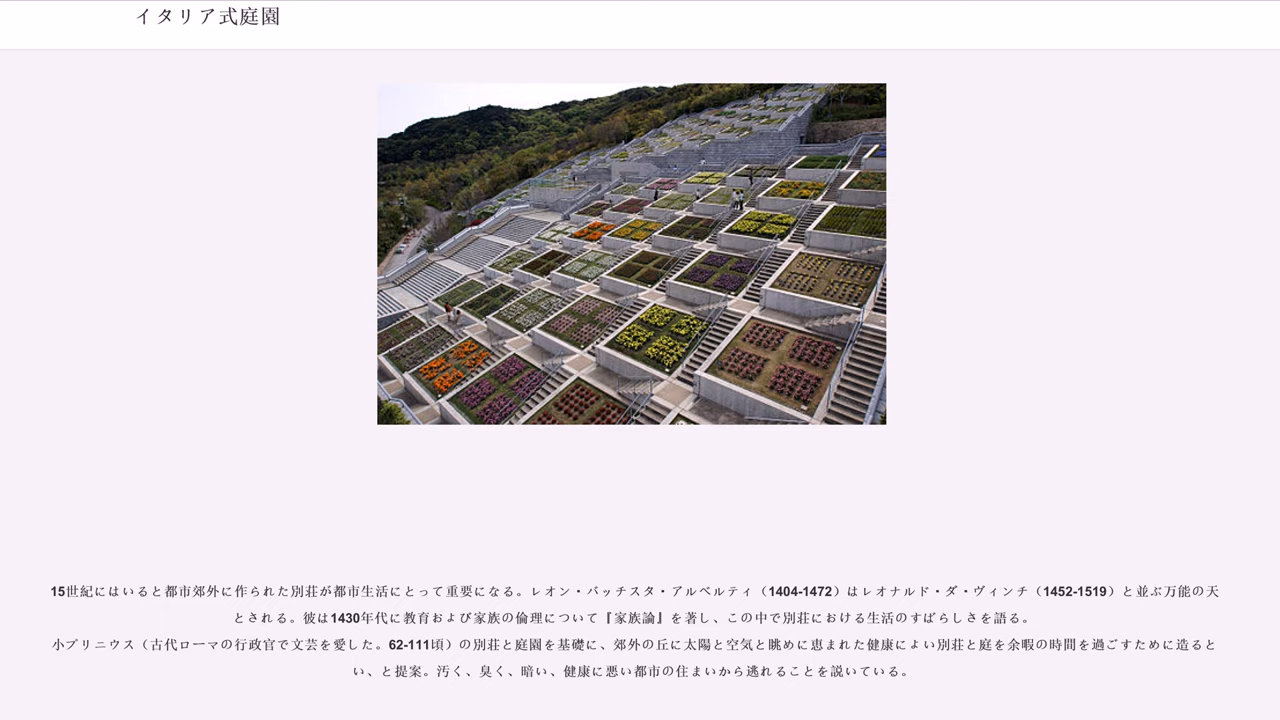 イタリア式庭園
15世紀にはいると都市郊外に作られた別荘が都市生活にとって重要になる。レオン・バッチスタ・アルベルティ（1404-1472）はレオナルド・ダ・ヴィンチ（1452-1519）と並ぶ万能の天
とされる。彼は1430年代に教育および家族の倫理について『家族論』を著し、この中で別荘における生活のすばらしさを語る。
小プリニウス（古代ローマの行政官で文芸を愛した。62-111頃）の別荘と庭園を基礎に、郊外の丘に太陽と空気と眺めに恵まれた健康によい別荘と庭を余暇の時間を過ごすために造ると
い、と提案。汚く、臭く、暗い、健康に悪い都市の住まいから逃れることを説いている。